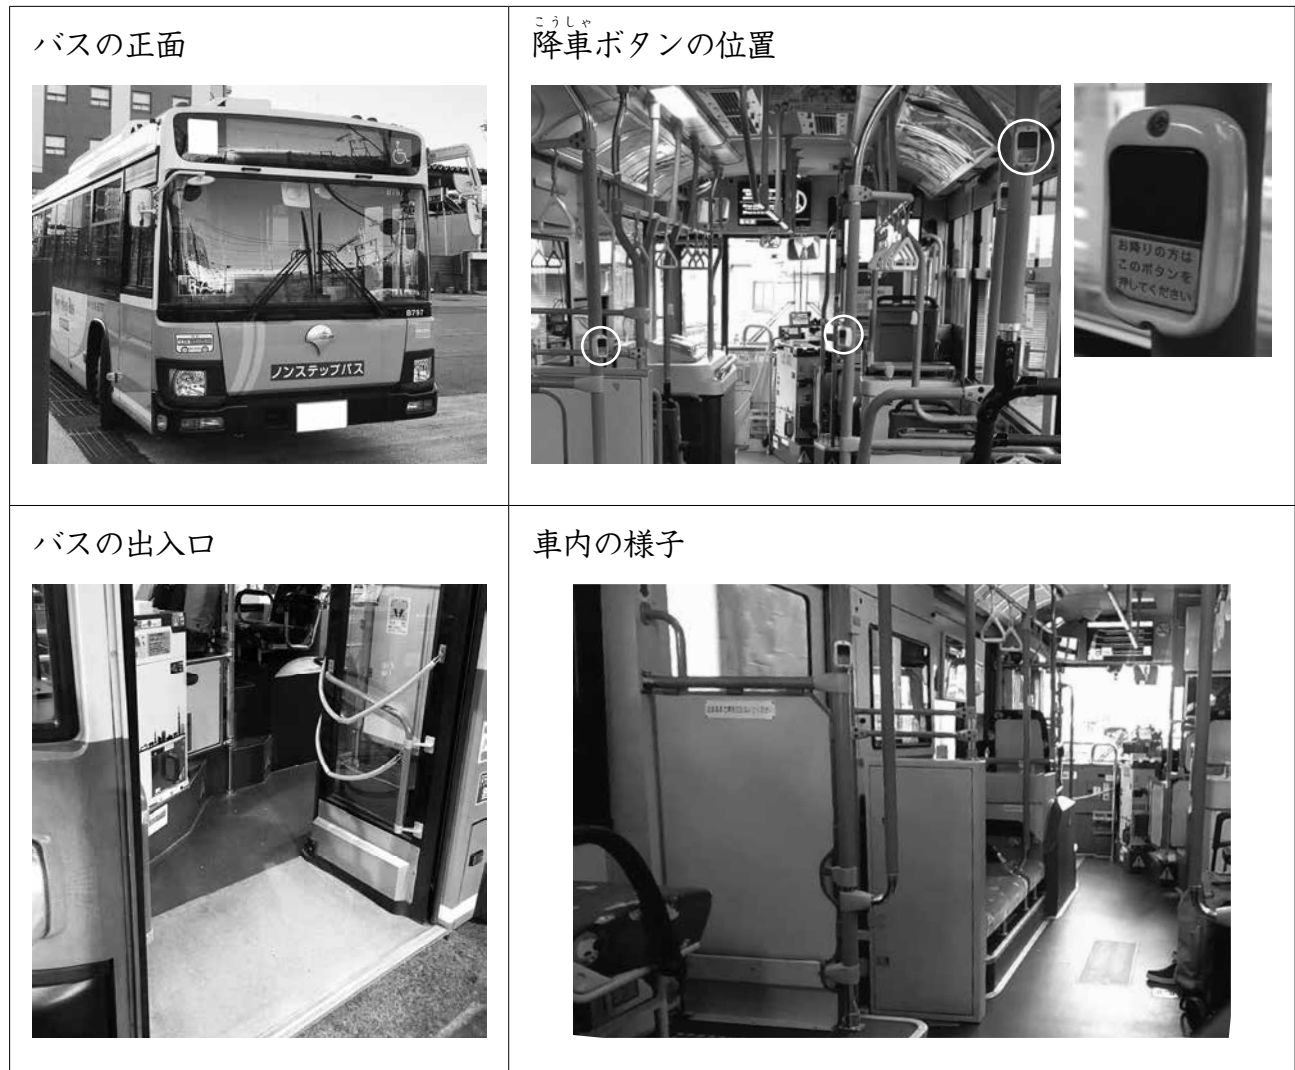 バスの正面
B797
ノンステップバス
こうしゃ
降車ボタンの位置
お降りの方は
このボタンを
押してください
バスの出入口
車内の様子